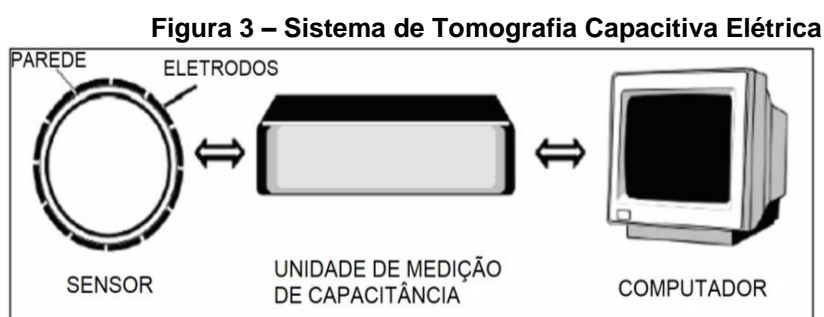 Figura 3 – Sistema de Tomografia Capacitiva Elétrica
PAREDE
ELETRODOS
SENSOR
UNIDADE DE MEDIÇÃO
DE CAPACITÂNCIA
COMPUTADOR